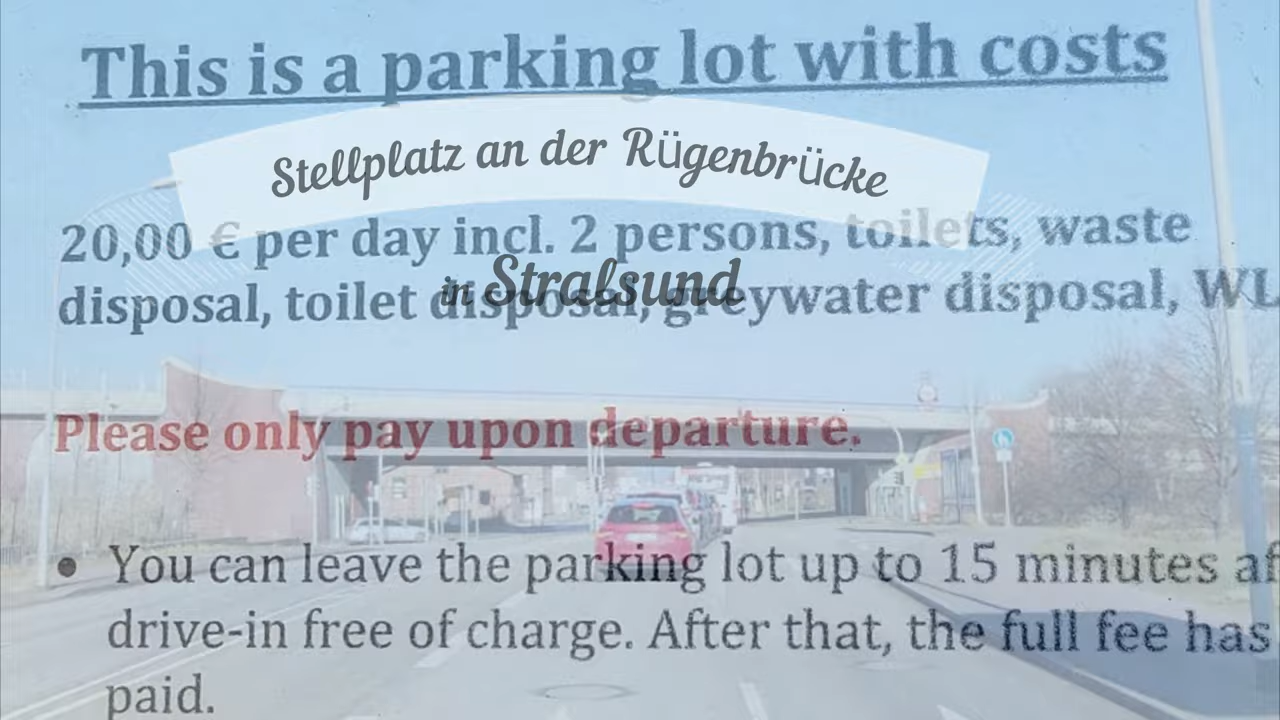 This is a parking lot with costs
Stellplatz an der Rügenbrücke
20,00 € per day incl. 2 persons, toilets, waste
in Stralsund
disposal, toilet disposal, greywater disposal, WL
Please only pay upon departure.
• You can leave the parking lot up to 15 minutes af
drive-in free of charge. After that, the full fee has
paid.